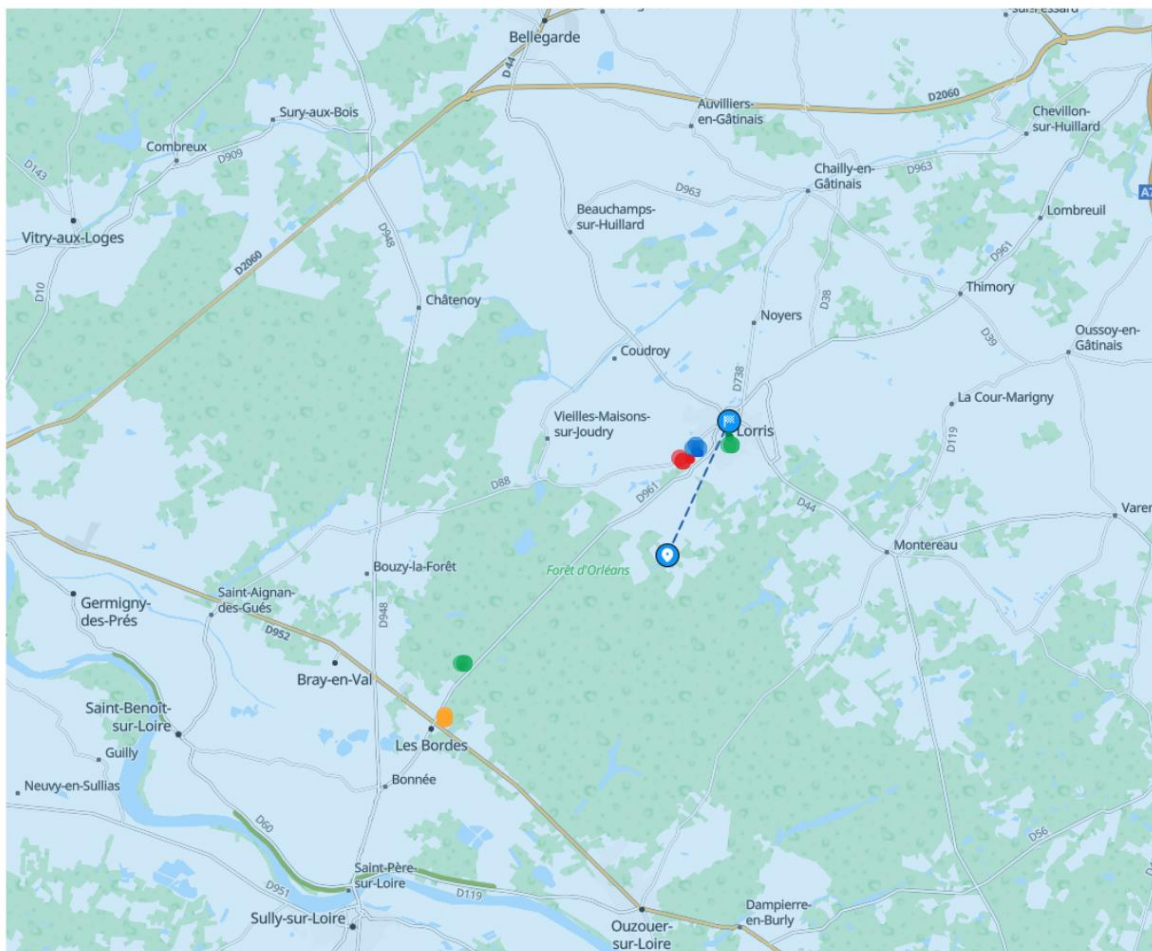 Bellegarde
D 44
D2060
Auvilliers-
en-Gâtinais
Chevillon-
sur-Huillard
Sury-aux-Bois
Combreux
D909
D143
Chailly-en-
Gâtinais
D963
D963
Beauchamps-
sur-Huillard
Lombreuil
A7
Vitry-aux-Loges
D948
D2060
D961
D10
Châtenoy
Thimory
D38
Noyers
D39
Oussoy-en-
Gâtinais
Coudroy
D738
La Cour-Marigny
Vieilles-Maisons-
sur-Joudry
Lorris
D119
D88
D961
D44
Varen
Montereau
Forêt d'Orléans
Bouzy-la-Forêt
Saint-Aignan-
des-Gués
D948
Germigny-
des-Prés
D952
Bray-en-Val
Saint-Benoît-
sur-Loire
Les Bordes
Guilly
Neuvy-en-Sullias
Bonnée
D60
D56
Saint-Père-
sur-Loire
D951
D119
Sully-sur-Loire
Ouzouer-
sur-Loire
Dampierre-
en-Burly